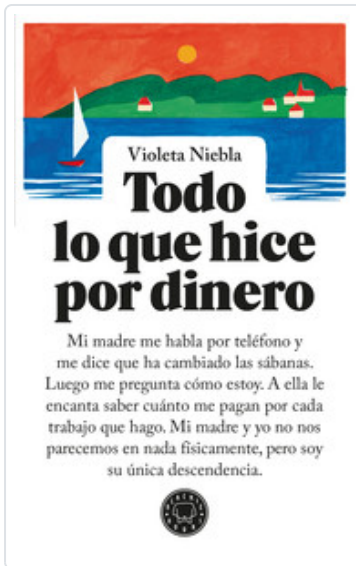 Violeta Niebla
Todo
lo que hice
por dinero
Mi madre me habla por teléfono y
me dice que ha cambiado las sábanas.
Luego me pregunta cómo estoy. A ella le
encanta saber cuánto me pagan por cada
trabajo que hago. Mi madre y yo no nos
parecemos en nada físicamente, pero soy
su única descendencia.